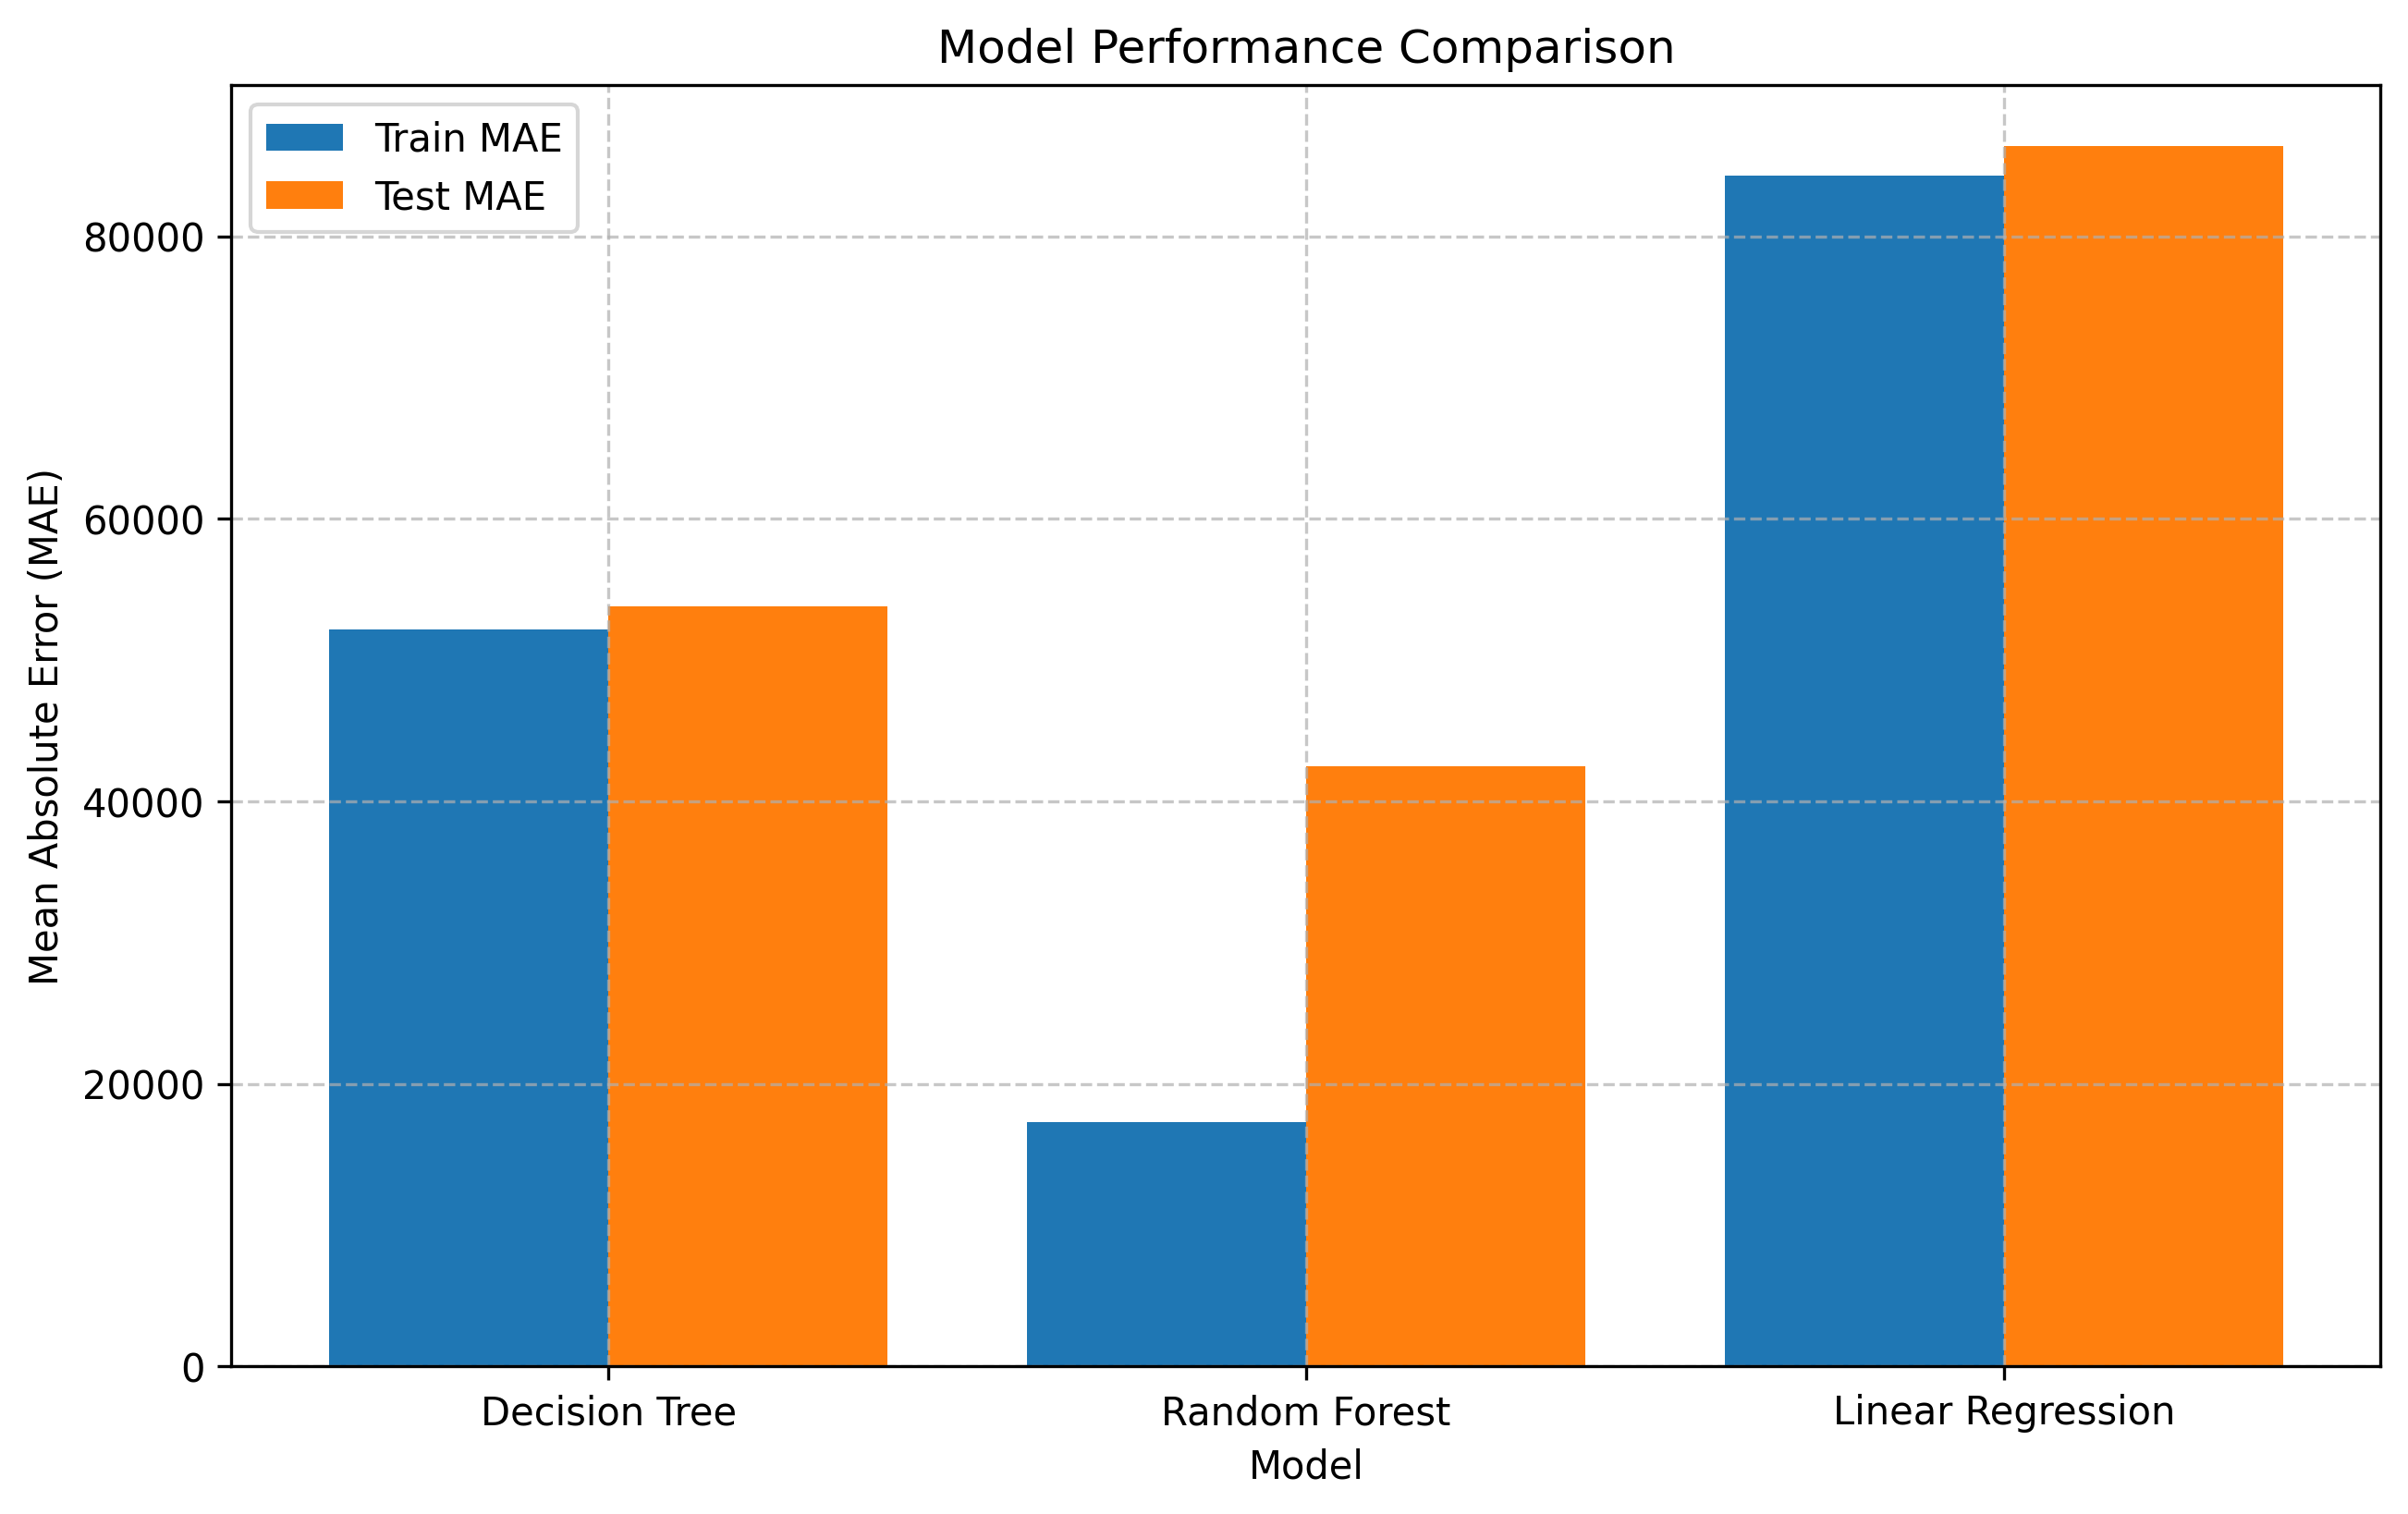 Model Performance Comparison
Train MAE
Test MAE
80000
60000
40000
20000
0
Mean Absolute Error (MAE)
Decision Tree
Random Forest
Linear Regression
Model